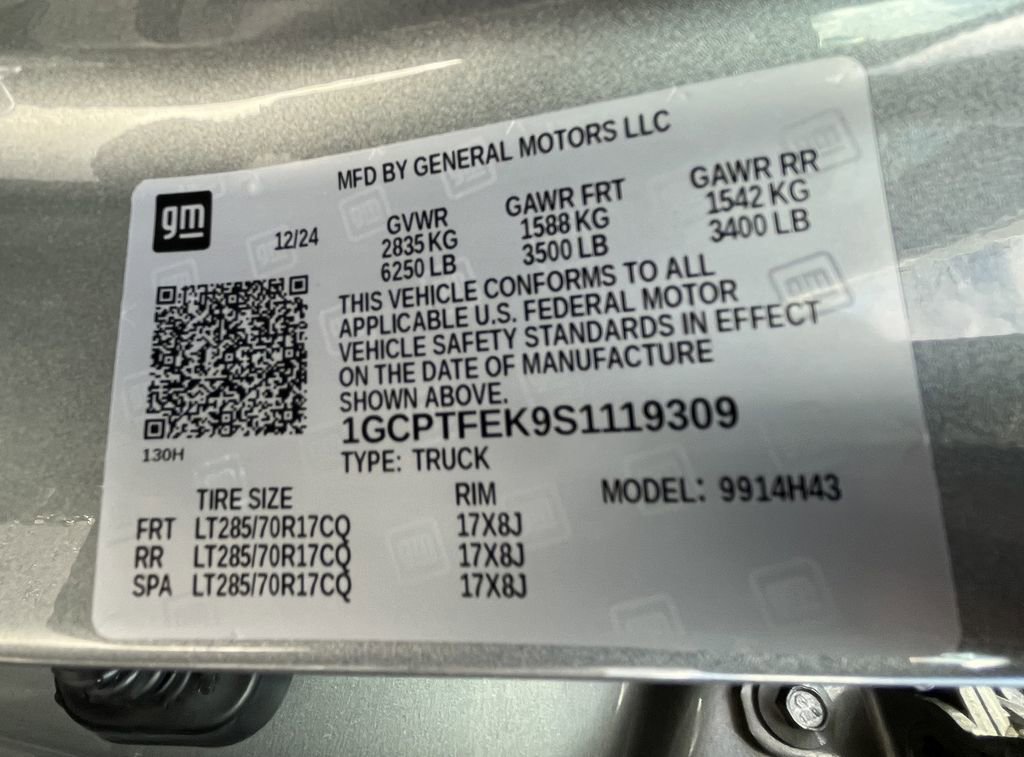 MFD BY GENERAL MOTORS LLC
gm
12/24
GVWR GAWR FRT GAWR RR
2835 KG 1588 KG 1542 KG
6250 LB 3500 LB 3400 LB
THIS VEHICLE CONFORMS TO ALL
APPLICABLE U.S. FEDERAL MOTOR
VEHICLE SAFETY STANDARDS IN EFFECT
ON THE DATE OF MANUFACTURE
SHOWN ABOVE.
1GCPTFEK9S1119309
130H
TYPE: TRUCK
TIRE SIZE RIM MODEL: 9914H43
FRT LT285/70R17CQ 17X8J
RR LT285/70R17CQ 17X8J
SPA LT285/70R17CQ 17X8J